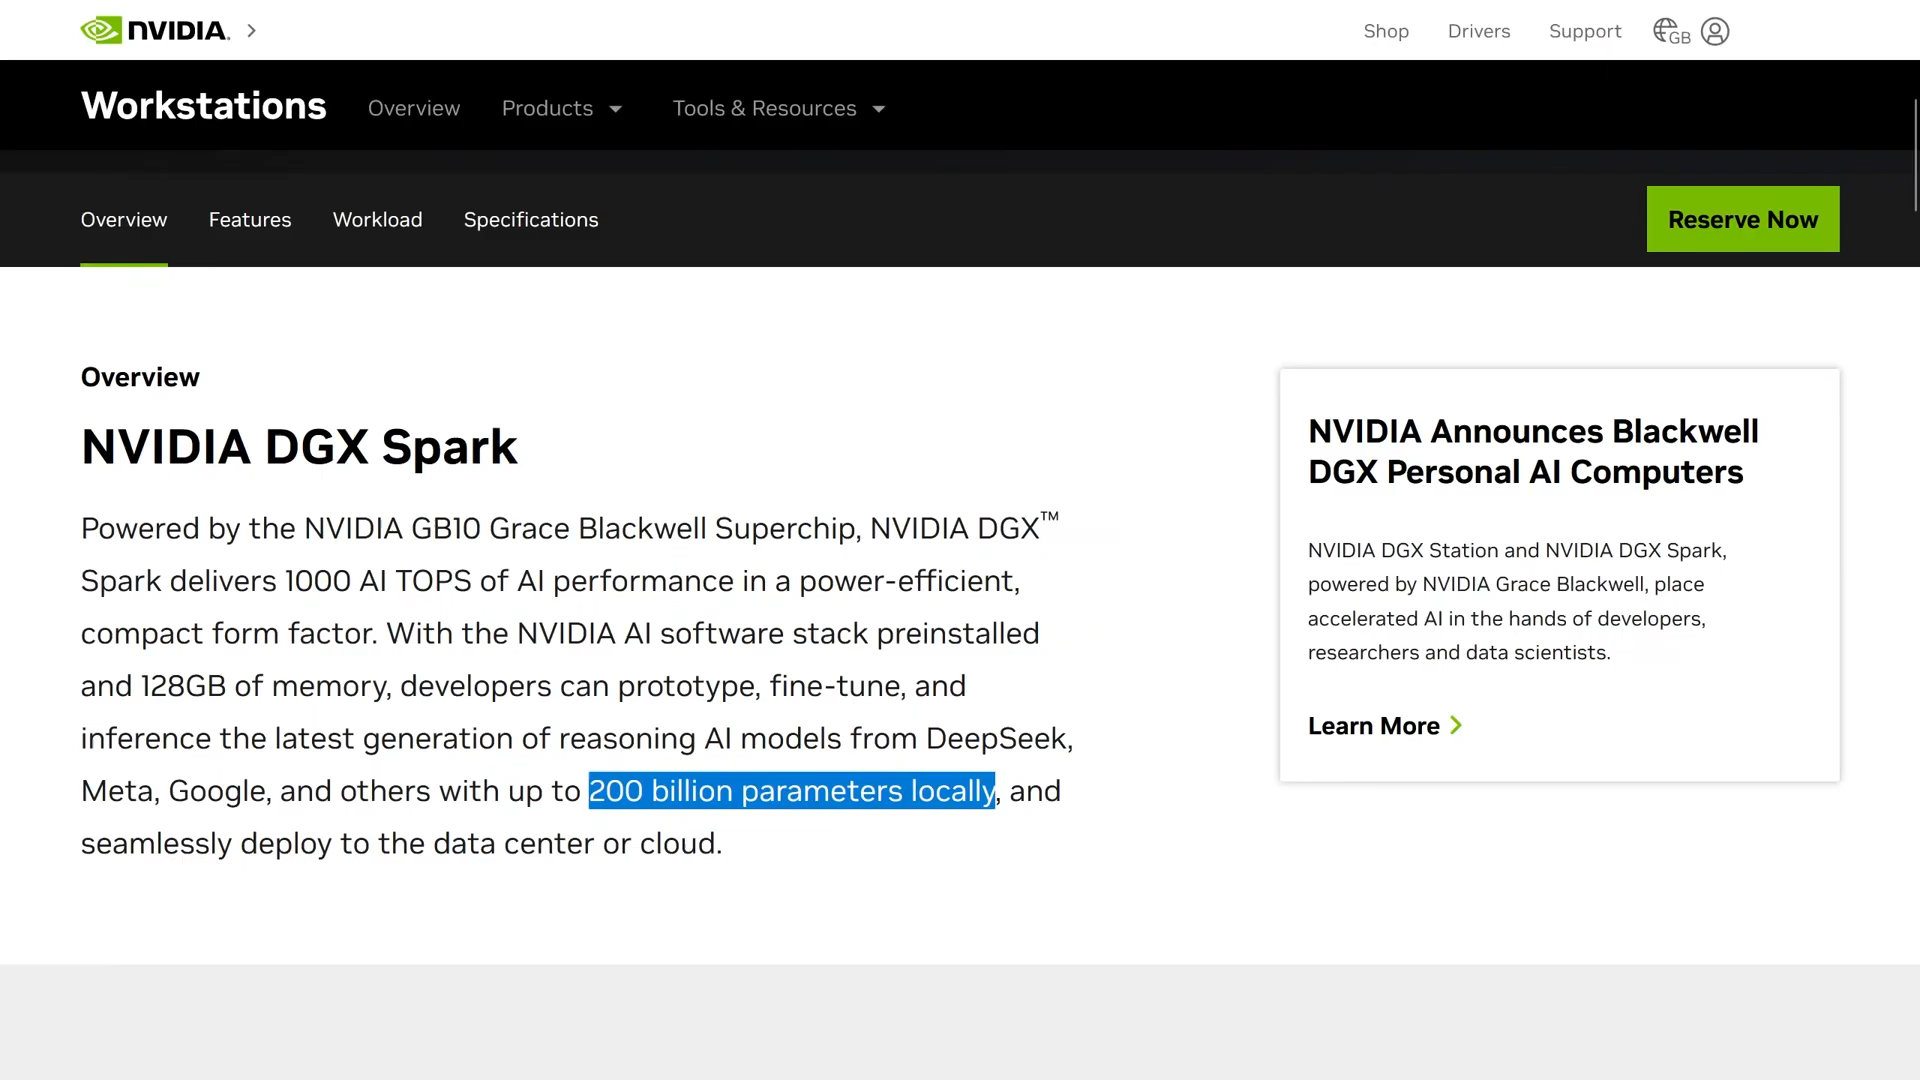 NVIDIA.
Shop
Drivers
Support
GB
Workstations
Overview
Products
Tools & Resources
Overview
Features
Workload
Specifications
Reserve Now
Overview
NVIDIA DGX Spark
Powered by the NVIDIA GB10 Grace Blackwell Superchip, NVIDIA DGX™
Spark delivers 1000 AI TOPS of AI performance in a power-efficient,
compact form factor. With the NVIDIA AI software stack preinstalled
and 128GB of memory, developers can prototype, fine-tune, and
inference the latest generation of reasoning AI models from DeepSeek,
Meta, Google, and others with up to 200 billion parameters locally, and
seamlessly deploy to the data center or cloud.
NVIDIA Announces Blackwell
DGX Personal AI Computers
NVIDIA DGX Station and NVIDIA DGX Spark,
powered by NVIDIA Grace Blackwell, place
accelerated AI in the hands of developers,
researchers and data scientists.
Learn More